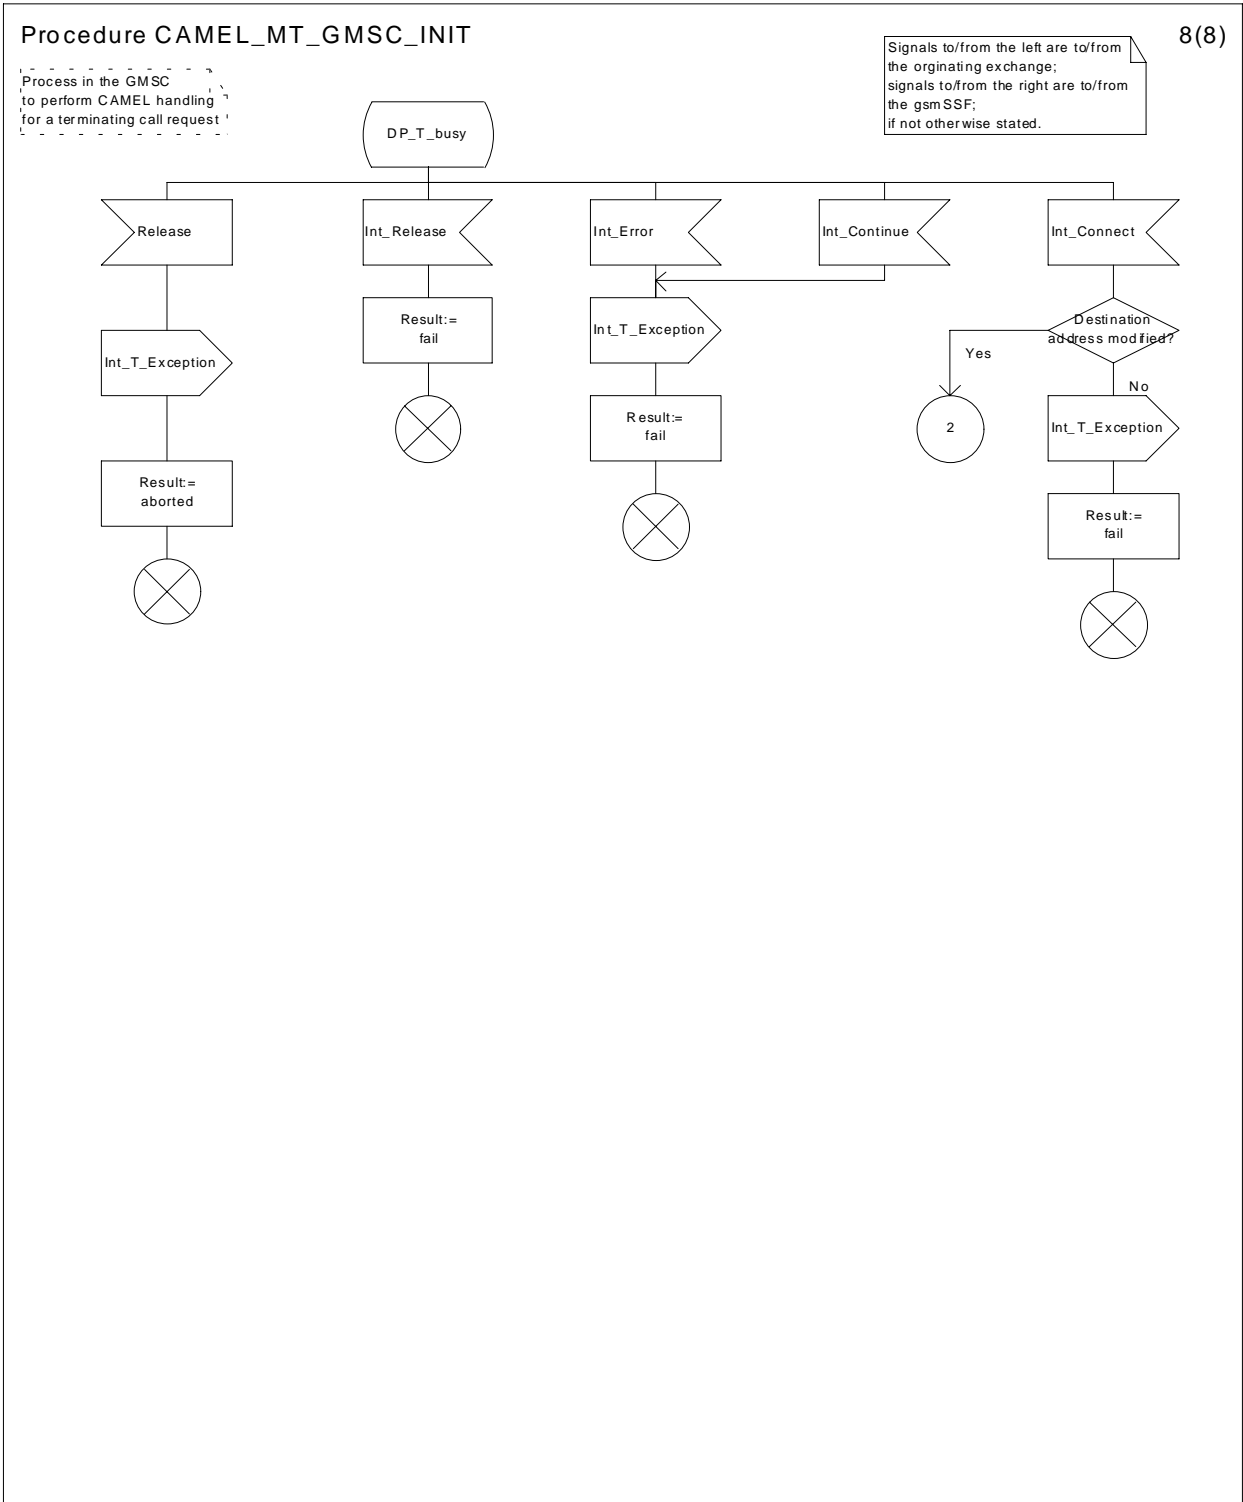 Procedure CAMEL_MT_GMSC_INIT
8(8)
Process in the GMSC
to perform CAMEL handling
for a terminating call request
Signals to/from the left are to/from
the orginating exchange;
signals to/from the right are to/from
the gsmSSF;
if not otherwise stated.
DP_T_busy
Release
Int_Release
Int_Error
Int_Continue
Int_Connect
Int_T_Exception
Result:=
aborted
Result:=
fail
Int_T_Exception
Result:=
fail
Destination
address modified?
Yes
No
2
Int_T_Exception
Result:=
fail